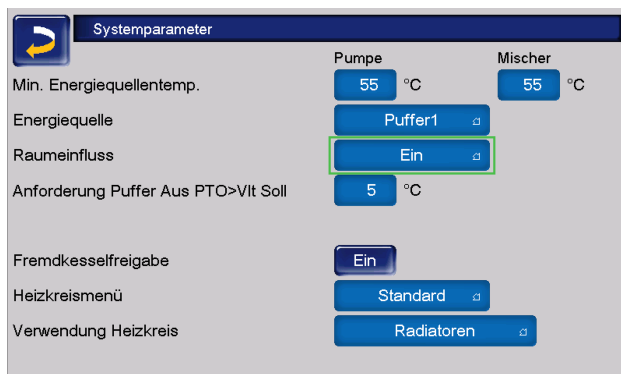 Systemparameter
Pumpe Mischer
Min. Energiequellentemp. 55 °C 55 °C
Energiequelle Puffer1
Raumeinfluss Ein
Anforderung Puffer Aus PTO>Vlt Soll 5 °C
Fremdkesselfreigabe Ein
Heizkreismenü Standard
Verwendung Heizkreis Radiatoren